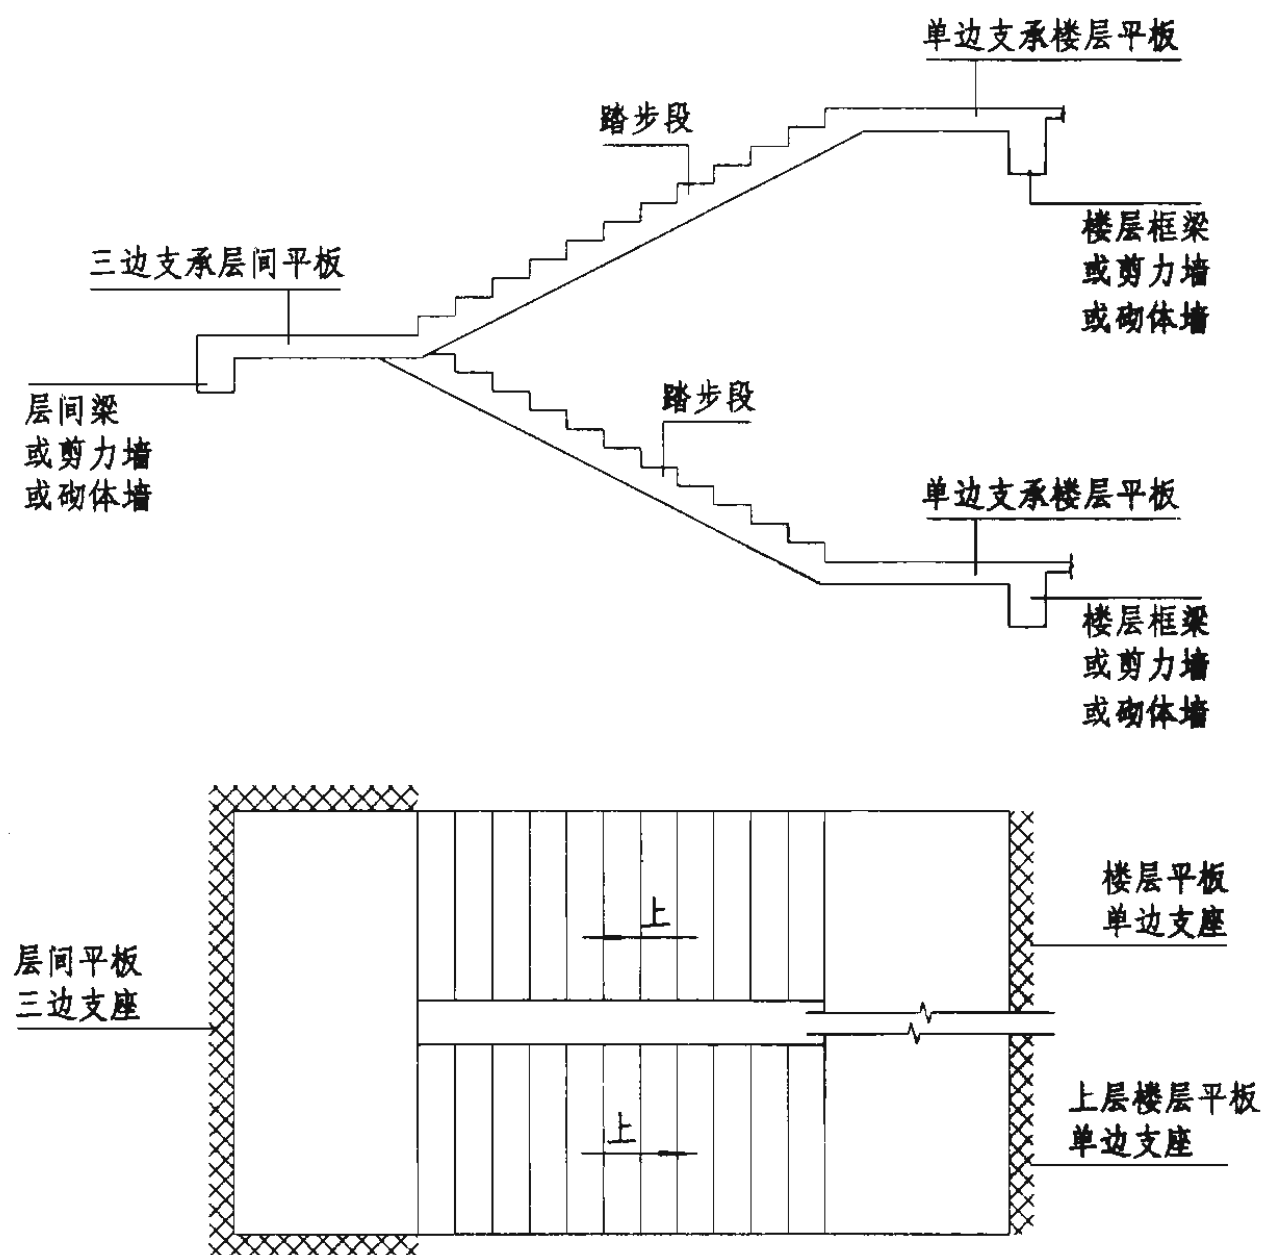 单边支承楼层平板
踏步段
楼层框梁
或剪力墙
或砌体墙
三边支承层间平板
层间梁
或剪力墙
或砌体墙
踏步段
单边支承楼层平板
楼层框梁
或剪力墙
或砌体墙
楼层平板
单边支座
上
层间平板
三边支座
上层楼层平板
单边支座
上